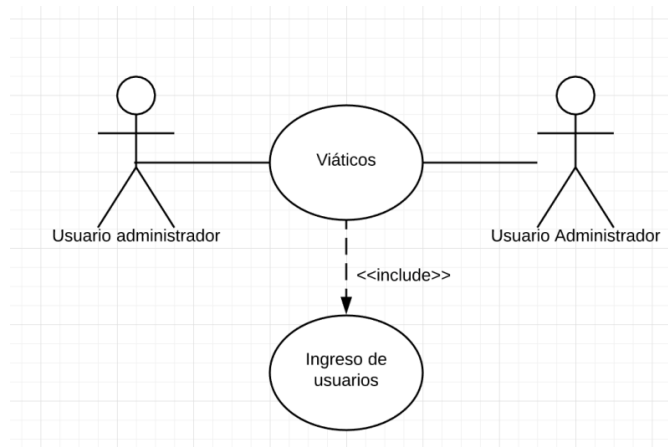 Viáticos
Usuario administrador
Usuario Administrador
<<include>>
Ingreso de
usuarios